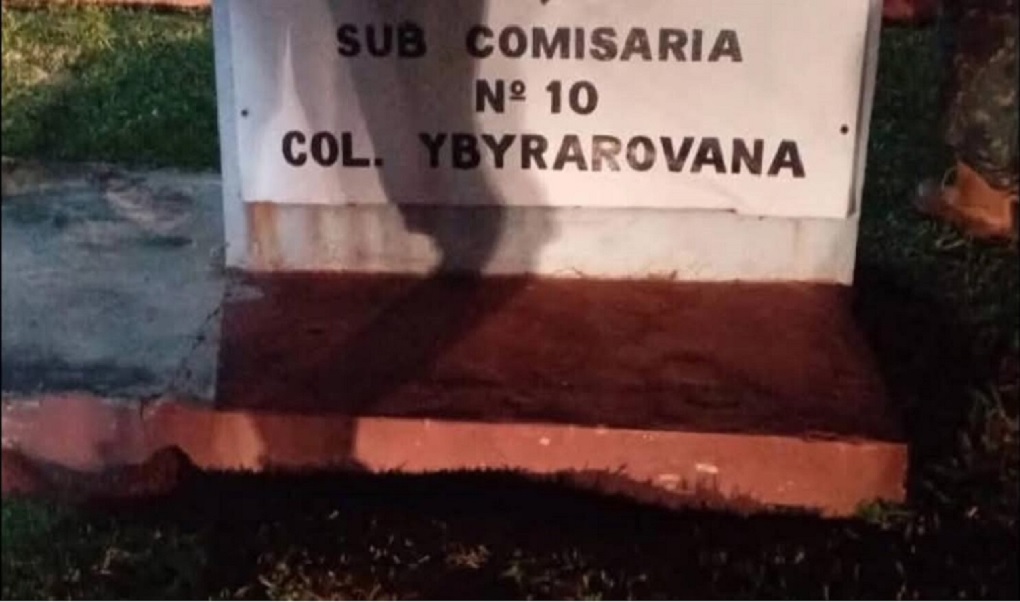 SUB COMISARIA
Nº 10
COL. YBYRAROVANA